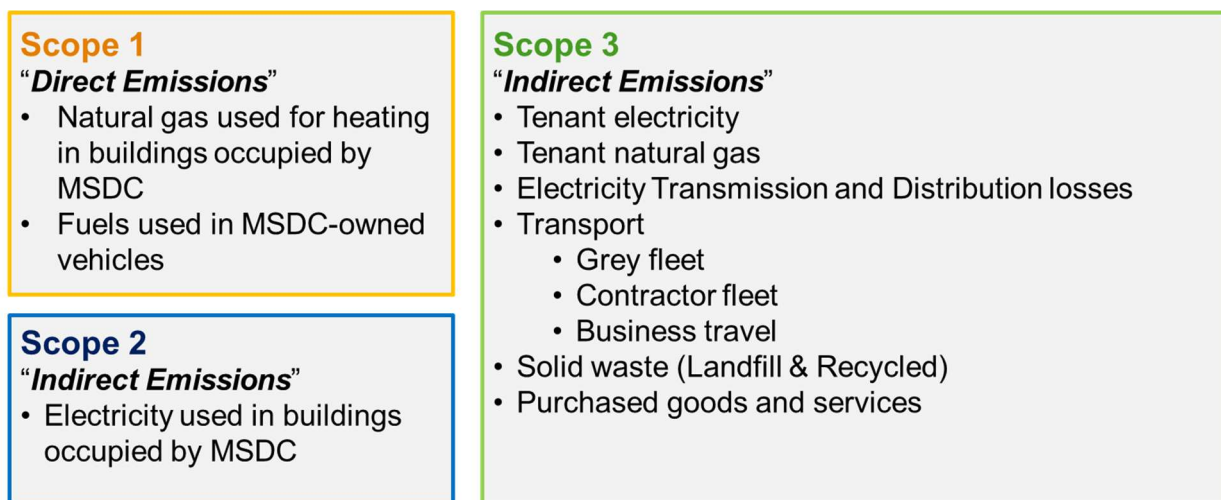 Scope 1
“Direct Emissions”
• Natural gas used for heating
in buildings occupied by
MSDC
• Fuels used in MSDC-owned
vehicles
Scope 2
“Indirect Emissions”
• Electricity used in buildings
occupied by MSDC
Scope 3
“Indirect Emissions”
• Tenant electricity
• Tenant natural gas
• Electricity Transmission and Distribution losses
• Transport
• Grey fleet
• Contractor fleet
• Business travel
• Solid waste (Landfill & Recycled)
• Purchased goods and services